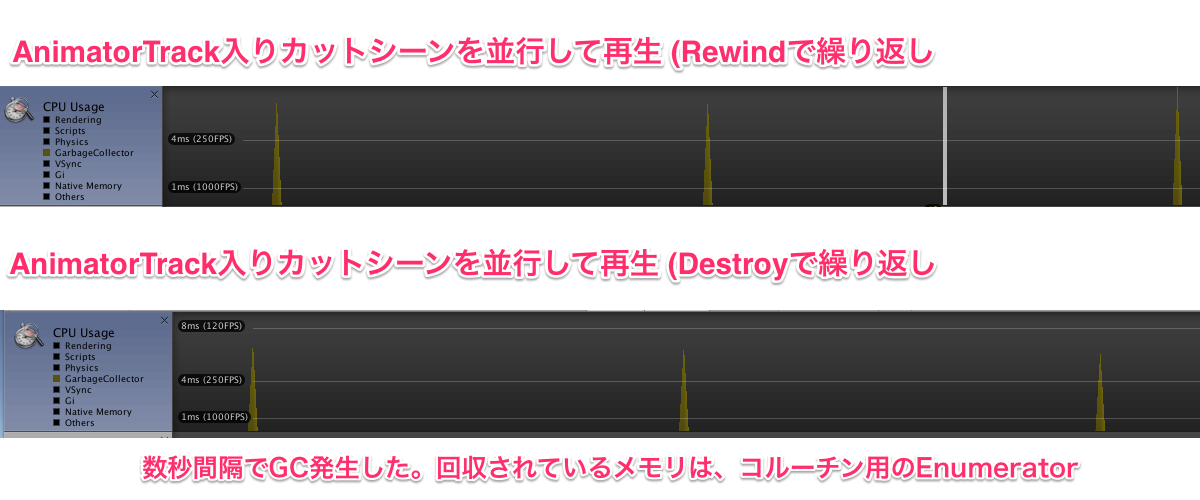 AnimatorTrack入りカットシーンを並行して再生 (Rewindで繰り返し
CPU Usage
Rendering
Scripts
Physics
GarbageCollector
VSync
Gi
Native Memory
Others
4ms (250FPS)
1ms (1000FPS)
AnimatorTrack入りカットシーンを並行して再生 (Destroyで繰り返し
CPU Usage
Rendering
Scripts
Physics
GarbageCollector
VSync
Gi
Native Memory
Others
8ms (120FPS)
4ms (250FPS)
1ms (1000FPS)
数秒間隔でGC発生した。回収されているメモリは、コルーチン用のEnumerator